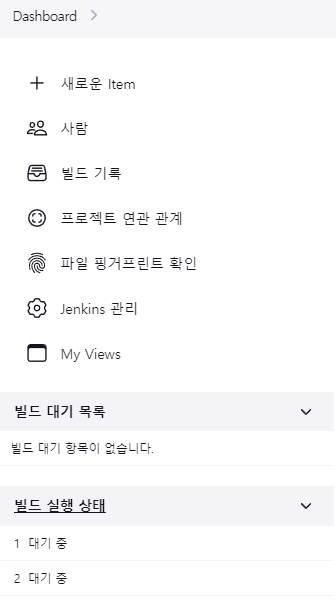 Dashboard
새로운 Item
사람
빌드 기록
프로젝트 연관 관계
파일 핑거프린트 확인
Jenkins 관리
My Views
빌드 대기 목록
빌드 대기 항목이 없습니다.
빌드 실행 상태
1 대기 중
2 대기 중